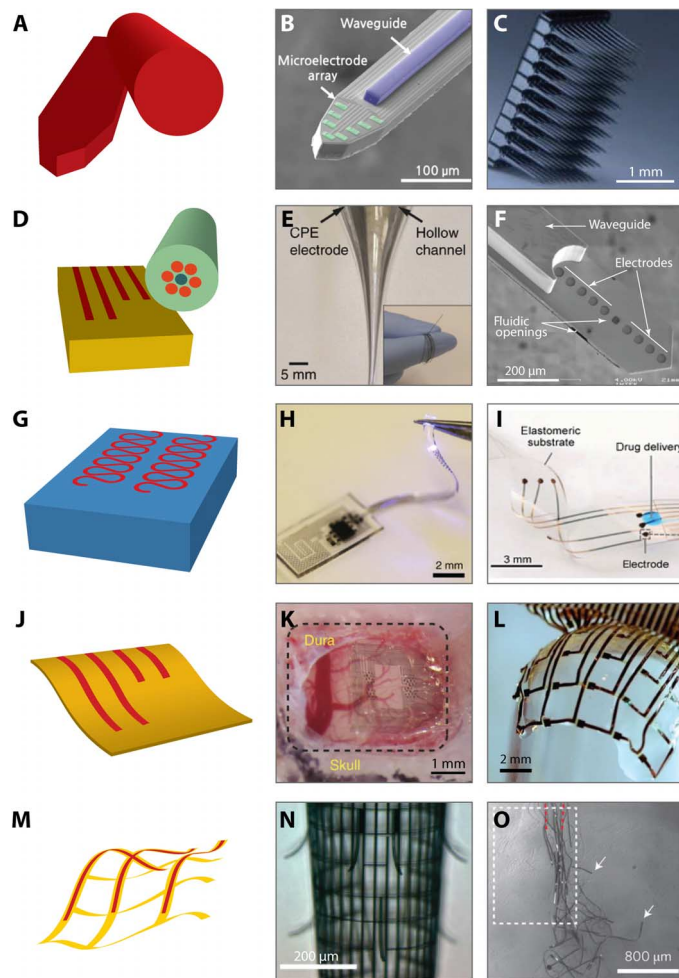 A
B
Waveguide
Microelectrode
array
100 µm
C
1 mm
D
E
CPE
electrode
Hollow
channel
5 mm
F
Waveguide
Electrodes
Fluidic
openings
200 µm
G
H
2 mm
I
Elastomeric
substrate
Drug delivery
3 mm
Electrode
J
K
Dura
Skull
1 mm
L
2 mm
M
N
200 µm
O
800 µm